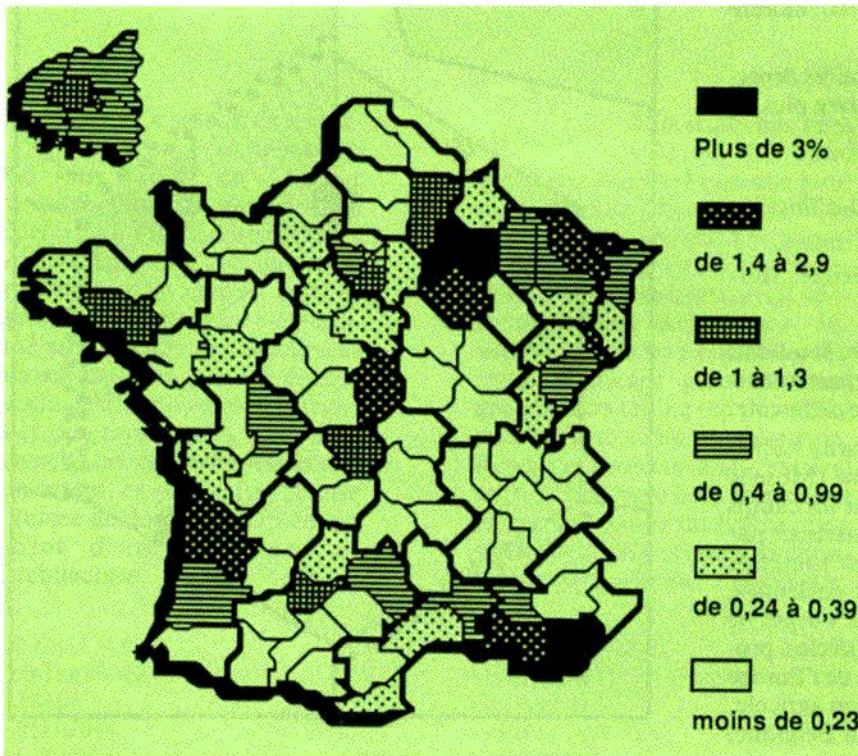 Plus de 3%
de 1,4 à 2,9
de 1 à 1,3
de 0,4 à 0,99
de 0,24 à 0,39
moins de 0,23